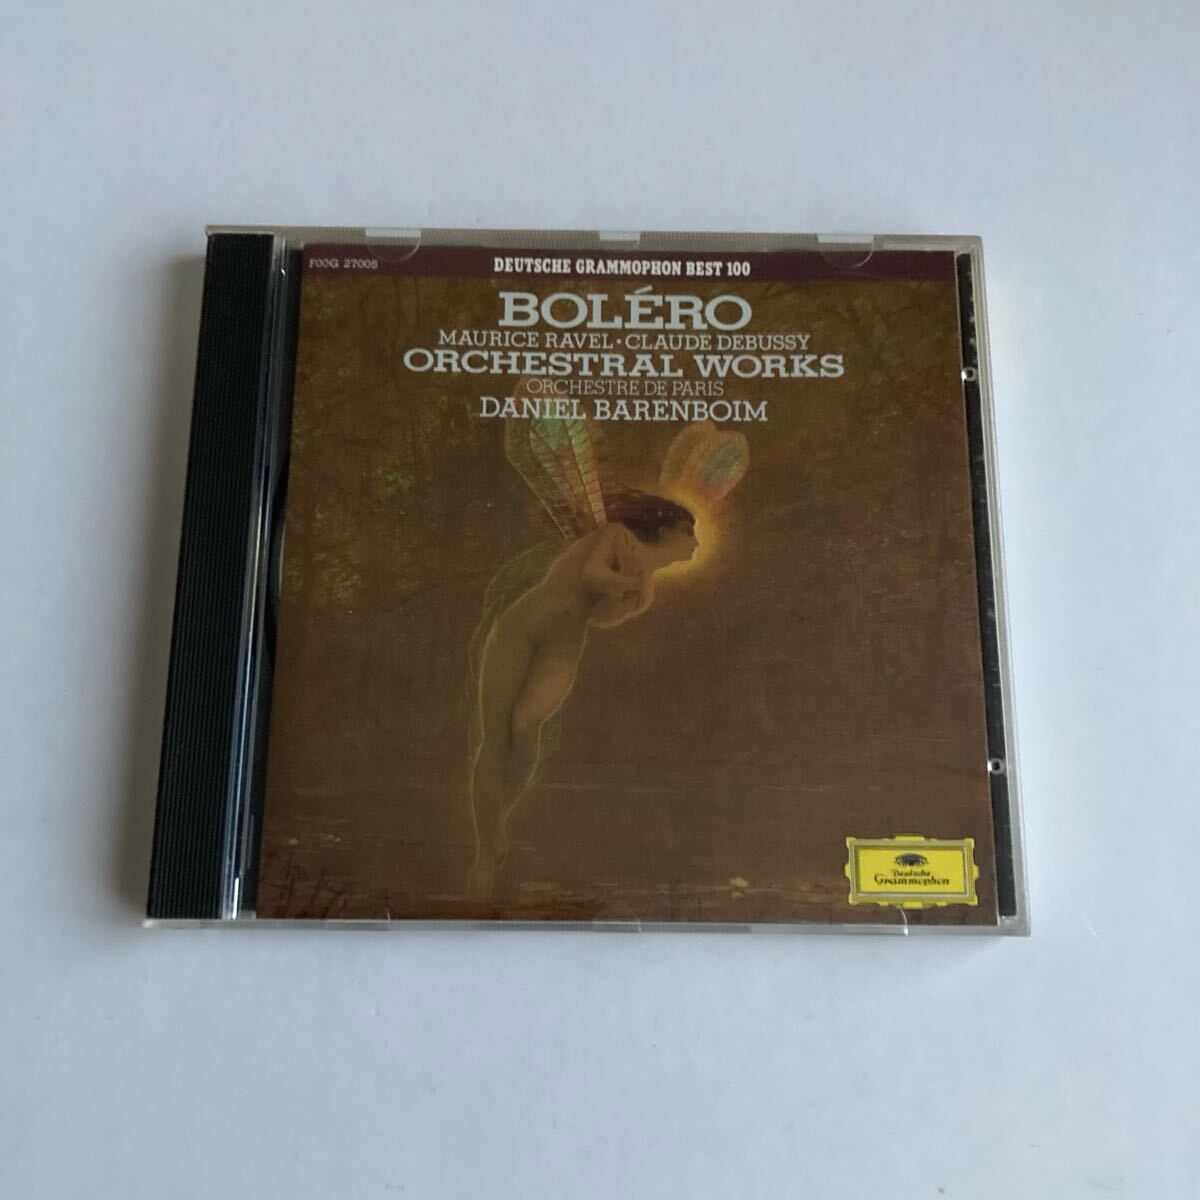 F00G 27005
DEUTSCHE GRAMMOPHON BEST 100
BOLÉRO
MAURICE RAVEL · CLAUDE DEBUSSY
ORCHESTRAL WORKS
ORCHESTRE DE PARIS
DANIEL BARENBOIM
Deutsche
Grammophon